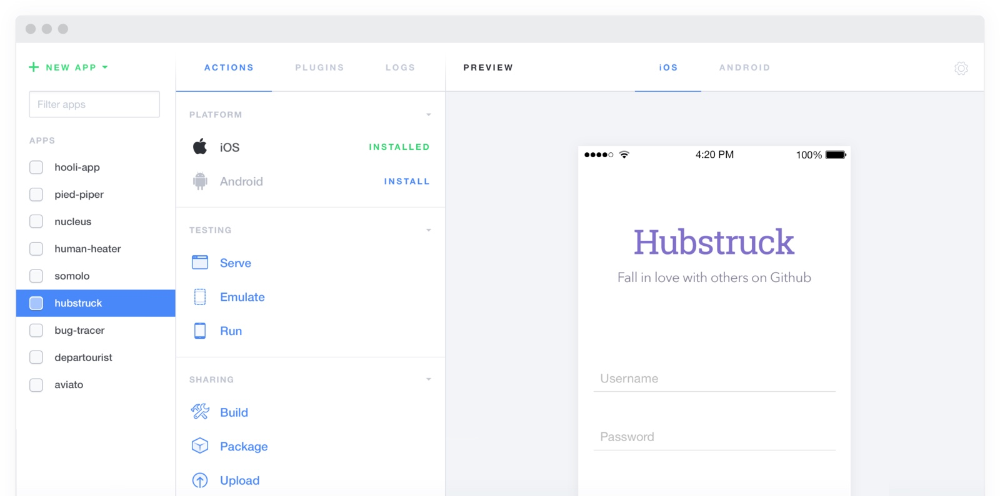 NEW APP
Filter apps
APPS
hooli-app
pied-piper
nucleus
human-heater
somolo
hubstruck
bug-tracer
departourist
aviato
ACTIONS PLUGINS LOGS
PLATFORM
iOS INSTALLED
Android INSTALL
TESTING
Serve
Emulate
Run
SHARING
Build
Package
Upload
PREVIEW iOS ANDROID
4:20 PM 100%
Hubstruck
Fall in love with others on Github
Username
Password